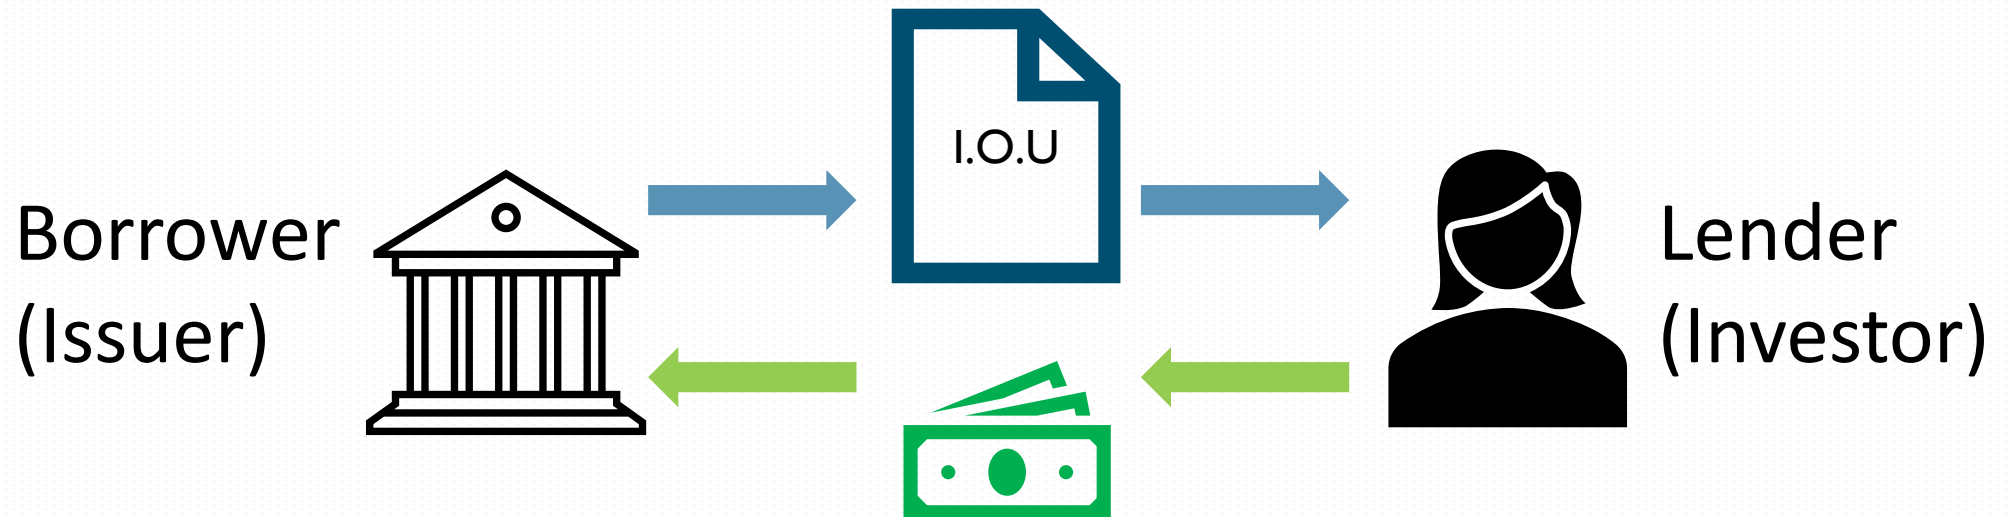 Borrower
(Issuer)
I.O.U
Lender
(Investor)